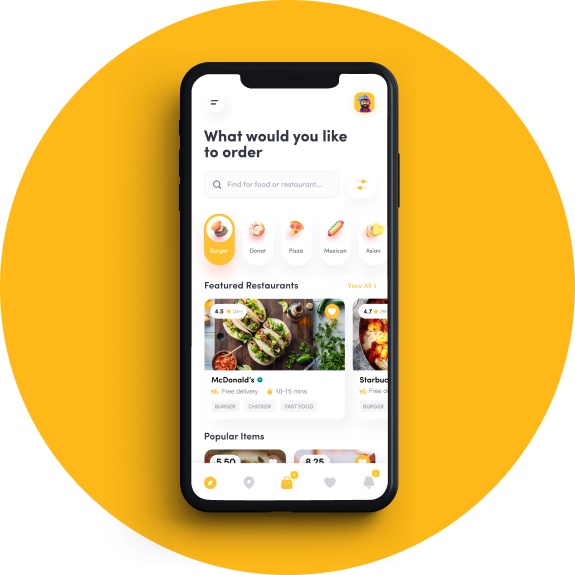 What would you like
to order
Find for food or restaurant...
Burger
Donat
Pizza
Mexican
Asian
Featured Restaurants
View All
4.5 (25+)
4.7
McDonald's
Starbuc
Free delivery
10-15 mins
Free de
BURGER
CHICKEN
FAST FOOD
BURGER
Popular Items
5.50
8.25